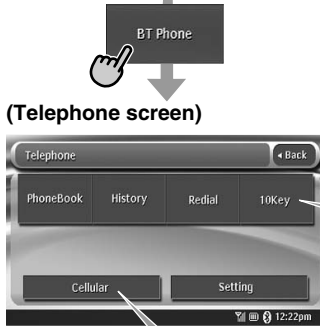 BT Phone
(Telephone screen)
Telephone
Back
PhoneBook History Redial 10Key
Cellular Setting
12:22pm